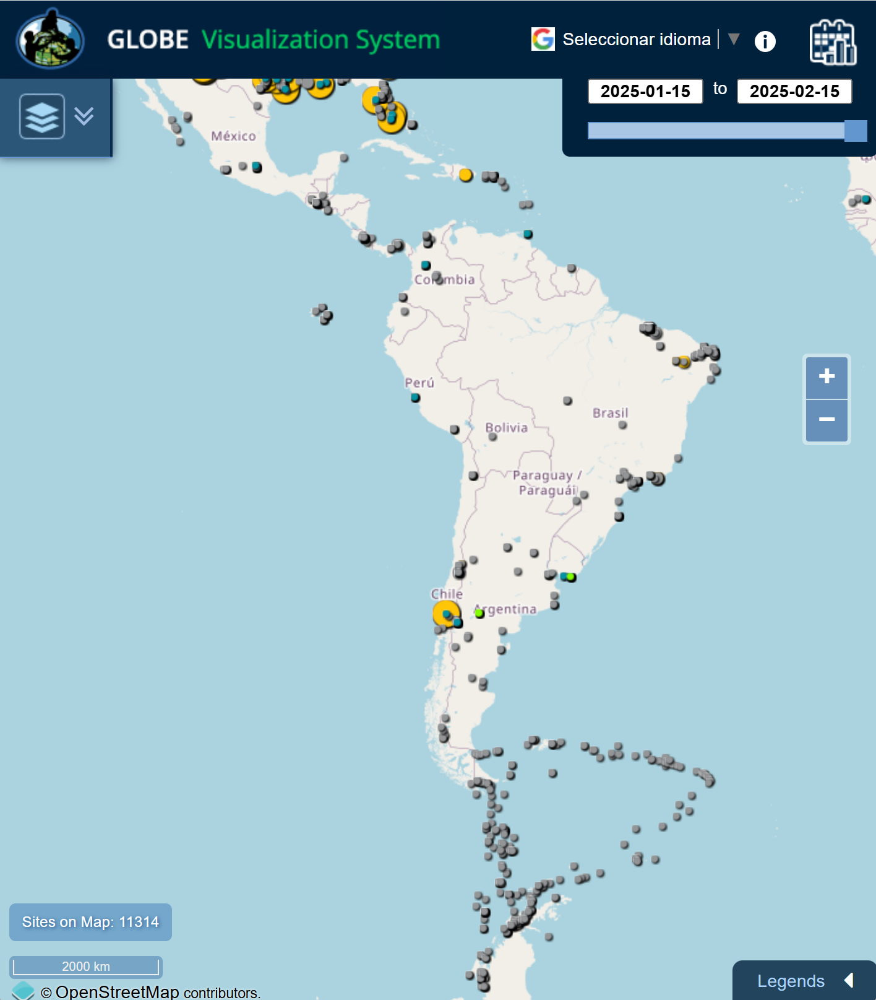 GLOBE Visualization System
Seleccionar idioma
2025-01-15 to 2025-02-15
México
Colombia
Perú
Brasil
Bolivia
Paraguay /
Paraguái
Chile
Argentina
+
−
Sites on Map: 11314
2000 km
© OpenStreetMap contributors.
Legends